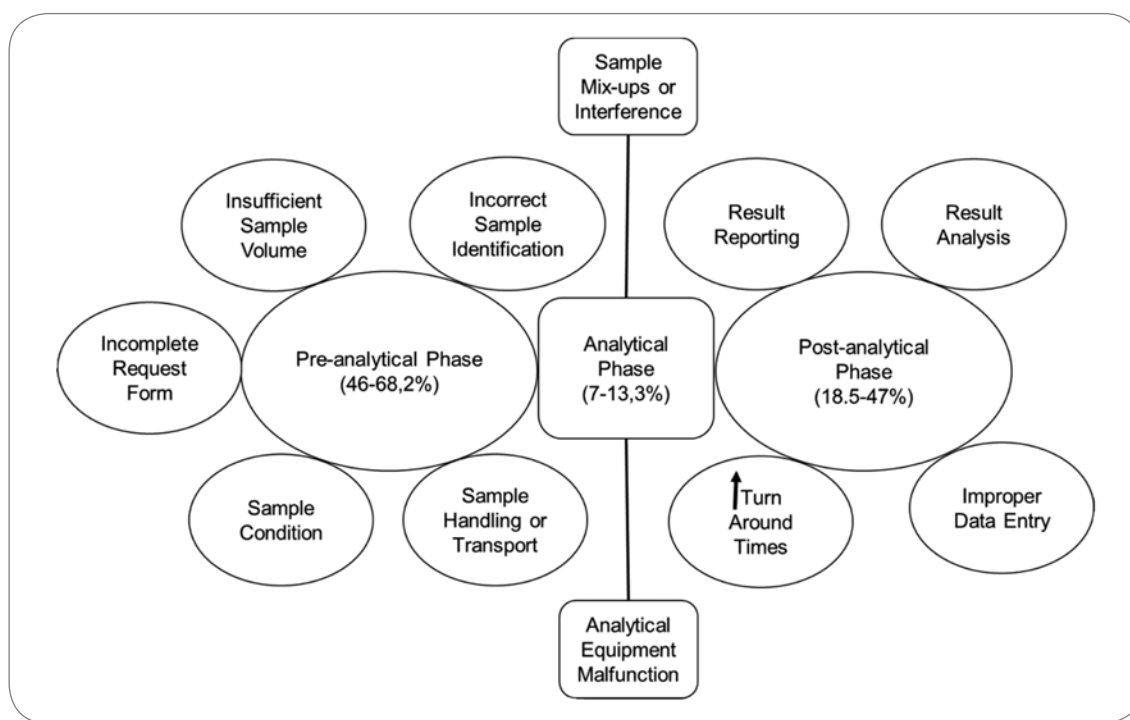 Sample
Mix-ups or
Interference
Insufficient
Sample
Volume
Incorrect
Sample
Identification
Result
Reporting
Result
Analysis
Incomplete
Request
Form
Pre-analytical Phase
(46-68,2%)
Analytical
Phase
(7-13,3%)
Post-analytical
Phase
(18.5-47%)
Sample
Condition
Sample
Handling or
Transport
Turn
Around
Times
Improper
Data Entry
Analytical
Equipment
Malfunction